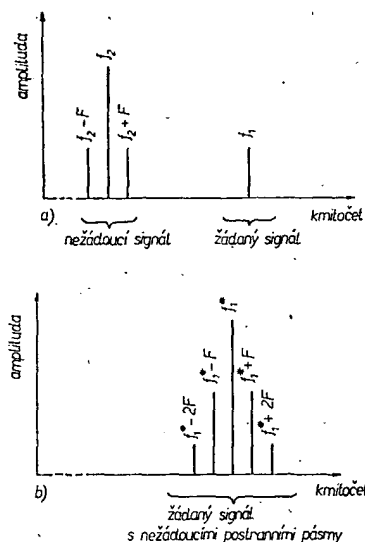 amplituda
f₂-F
f₂
f₂+F
f₁
a)
kmitočet
nežádoucí signál
žádaný signál
amplituda
f₁*-2F
f₁*-F
f₁*
f₁*+F
f₁*+2F
b)
kmitočet
žádaný signál
s nežádoucími postranními pásmy